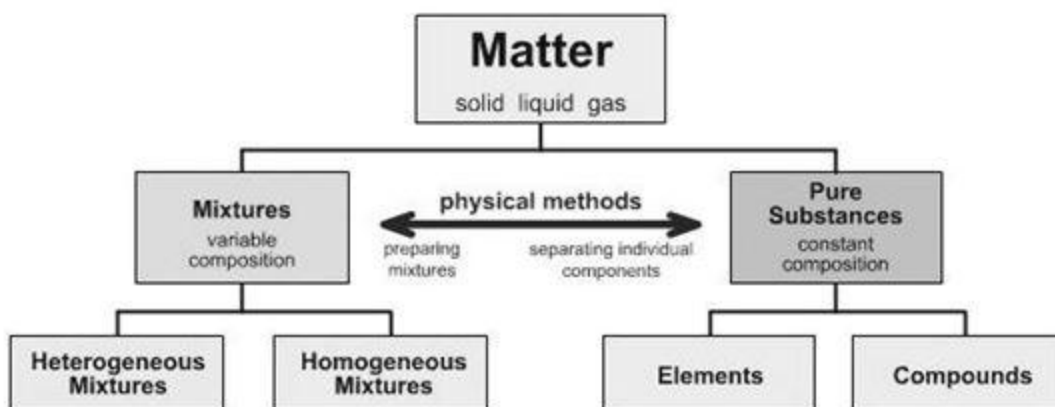 Matter
solid liquid gas
Mixtures
variable
composition
physical methods
preparing
mixtures
separating individual
components
Pure
Substances
constant
composition
Heterogeneous
Mixtures
Homogeneous
Mixtures
Elements
Compounds